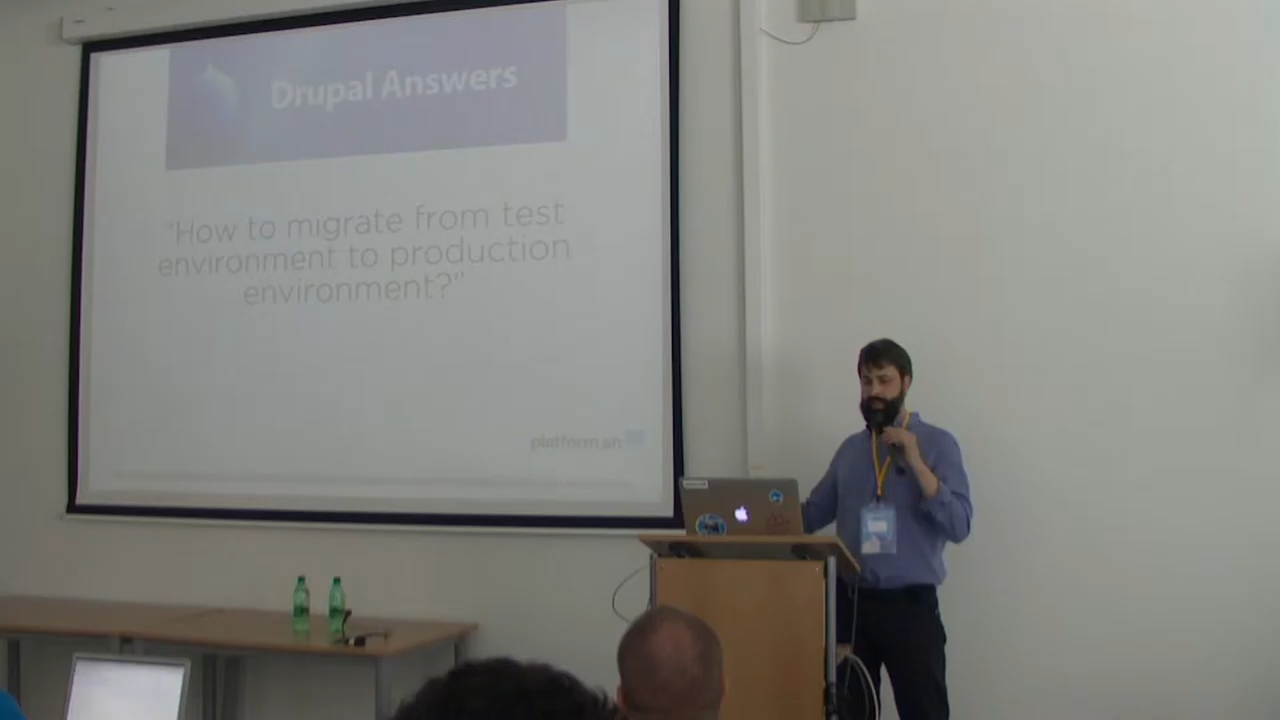 Drupal Answers
"How to migrate from test
environment to production
environment?"
platform.sh